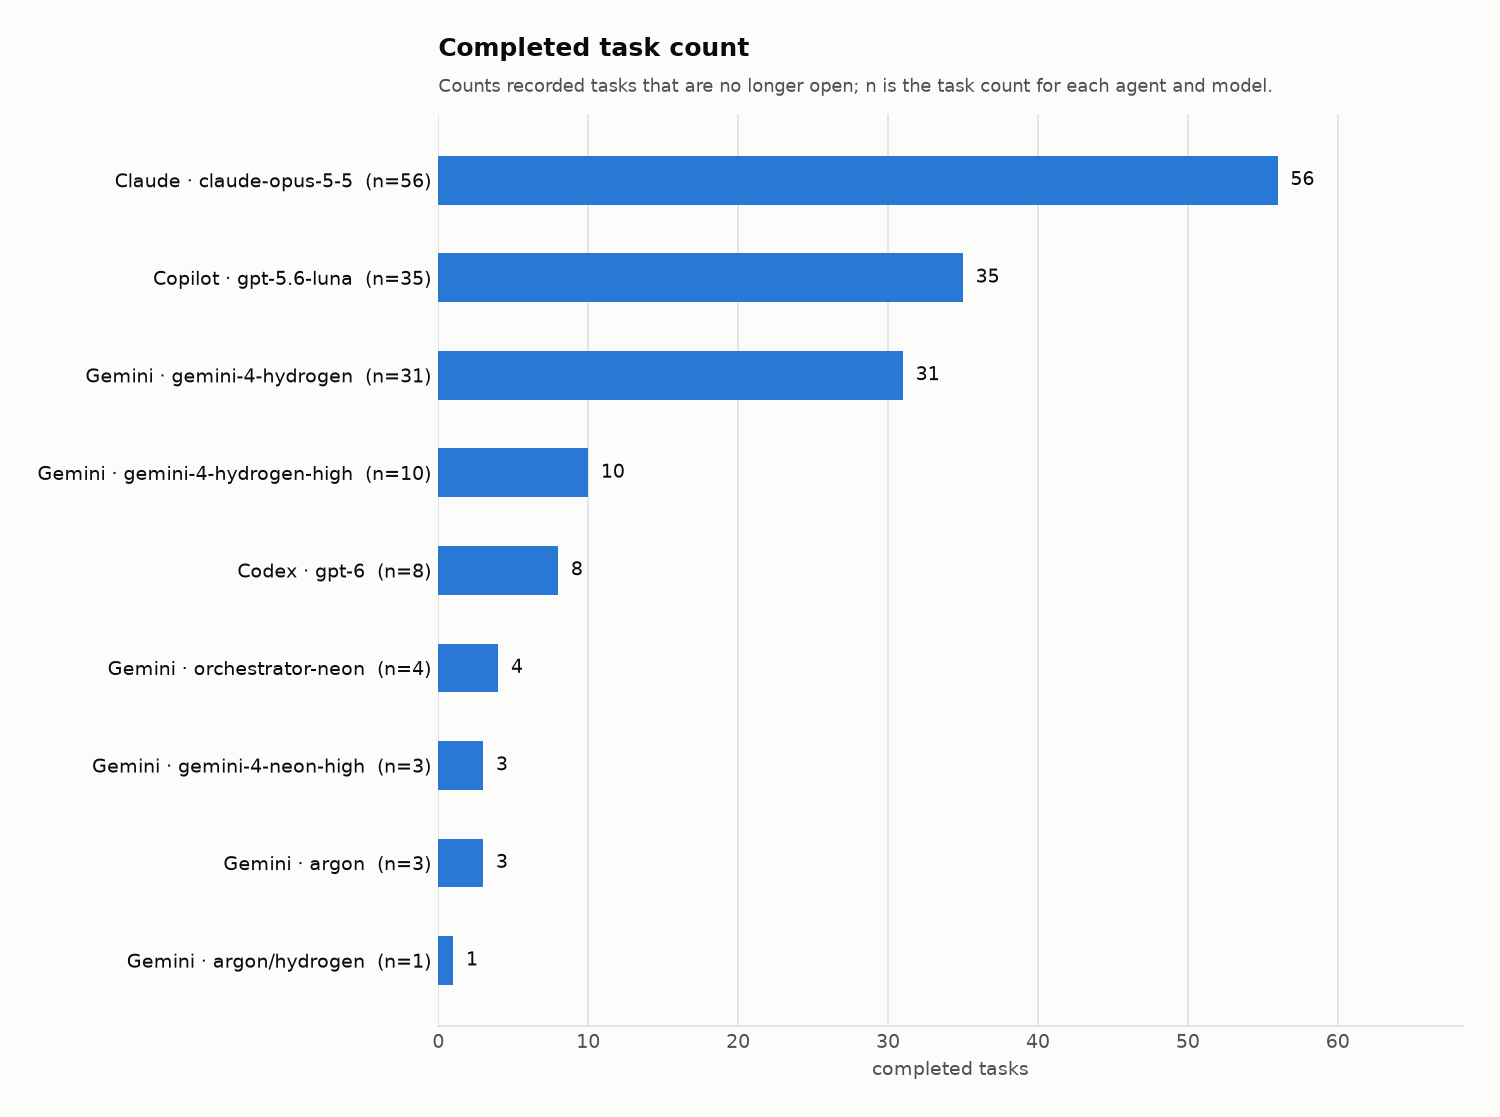 Completed task count
Counts recorded tasks that are no longer open; n is the task count for each agent and model.
Claude · claude-opus-5-5 (n=56) 56
Copilot · gpt-5.6-luna (n=35) 35
Gemini · gemini-4-hydrogen (n=31) 31
Gemini · gemini-4-hydrogen-high (n=10) 10
Codex · gpt-6 (n=8) 8
Gemini · orchestrator-neon (n=4) 4
Gemini · gemini-4-neon-high (n=3) 3
Gemini · argon (n=3) 3
Gemini · argon/hydrogen (n=1) 1
0 10 20 30 40 50 60
completed tasks